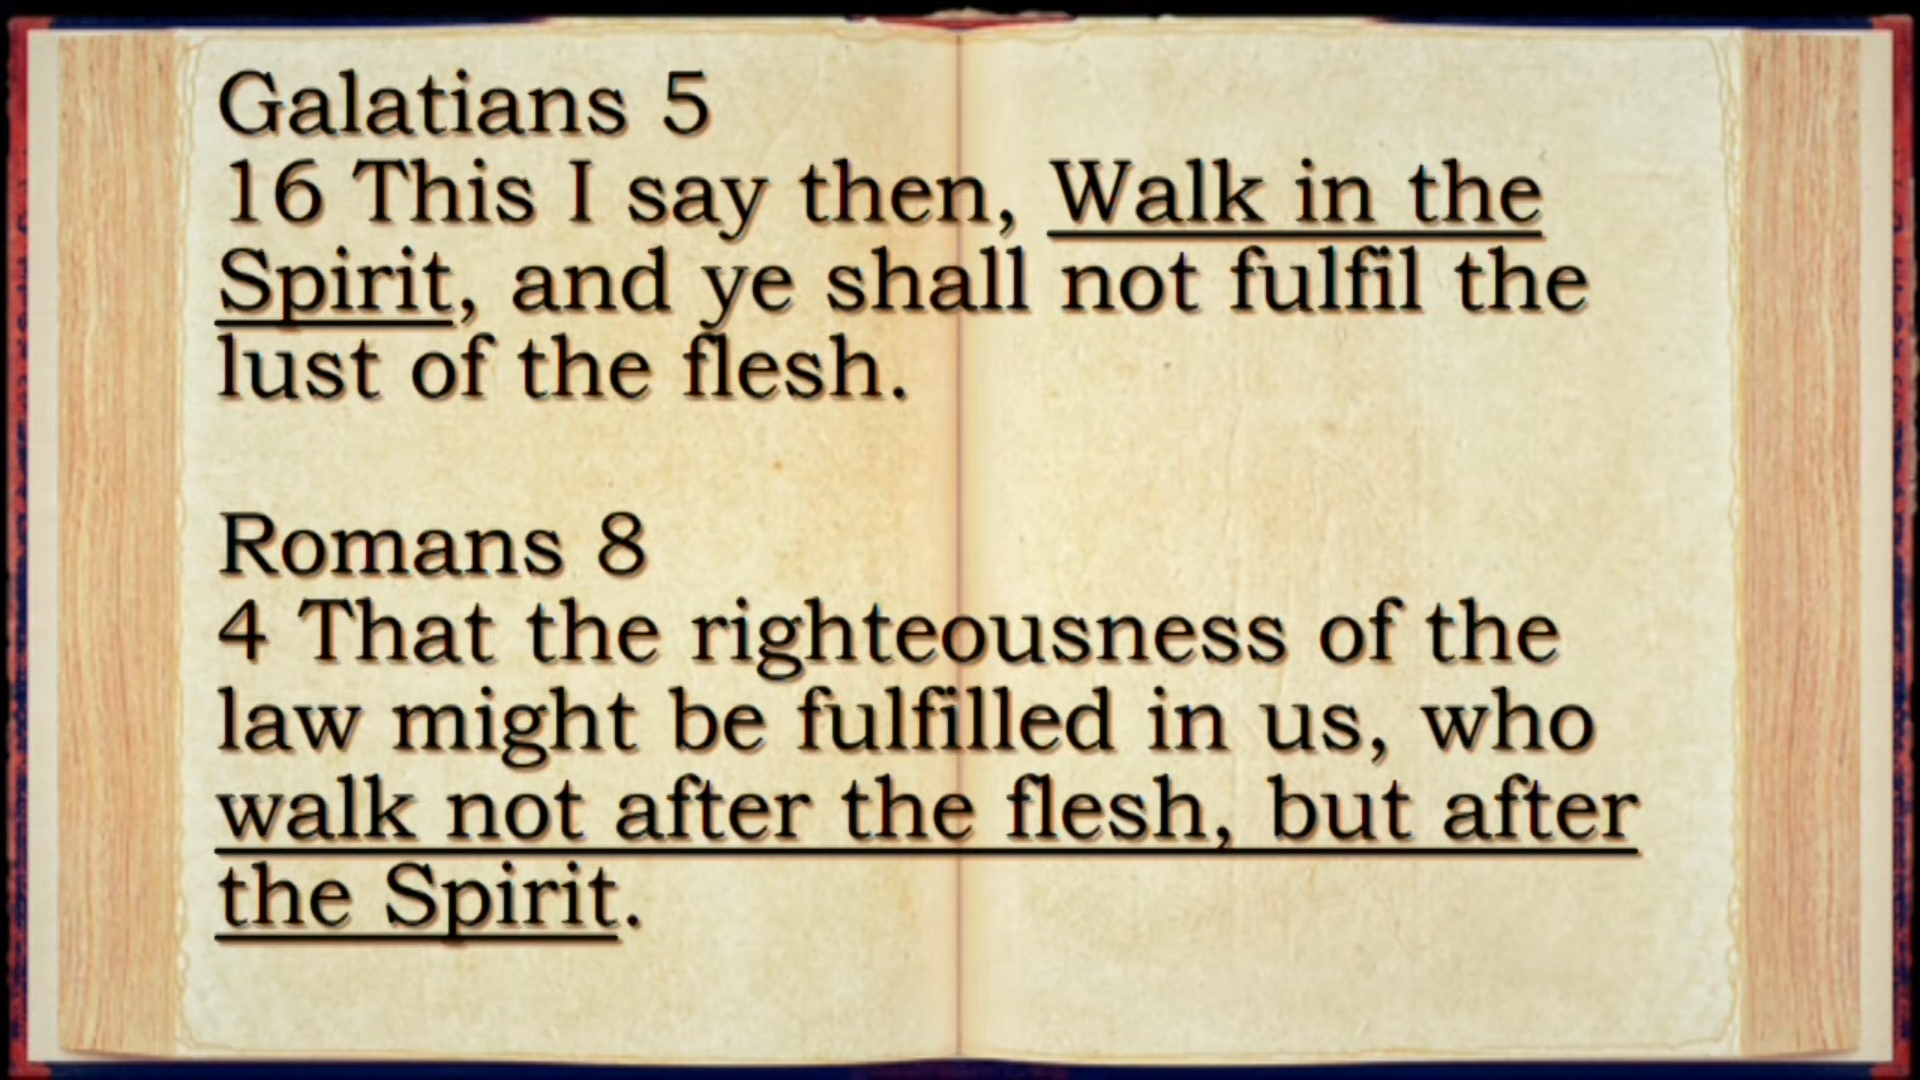 Galatians 5
16 This I say then, Walk in the
Spirit, and ye shall not fulfil the
lust of the flesh.
Romans 8
4 That the righteousness of the
law might be fulfilled in us, who
walk not after the flesh, but after
the Spirit.